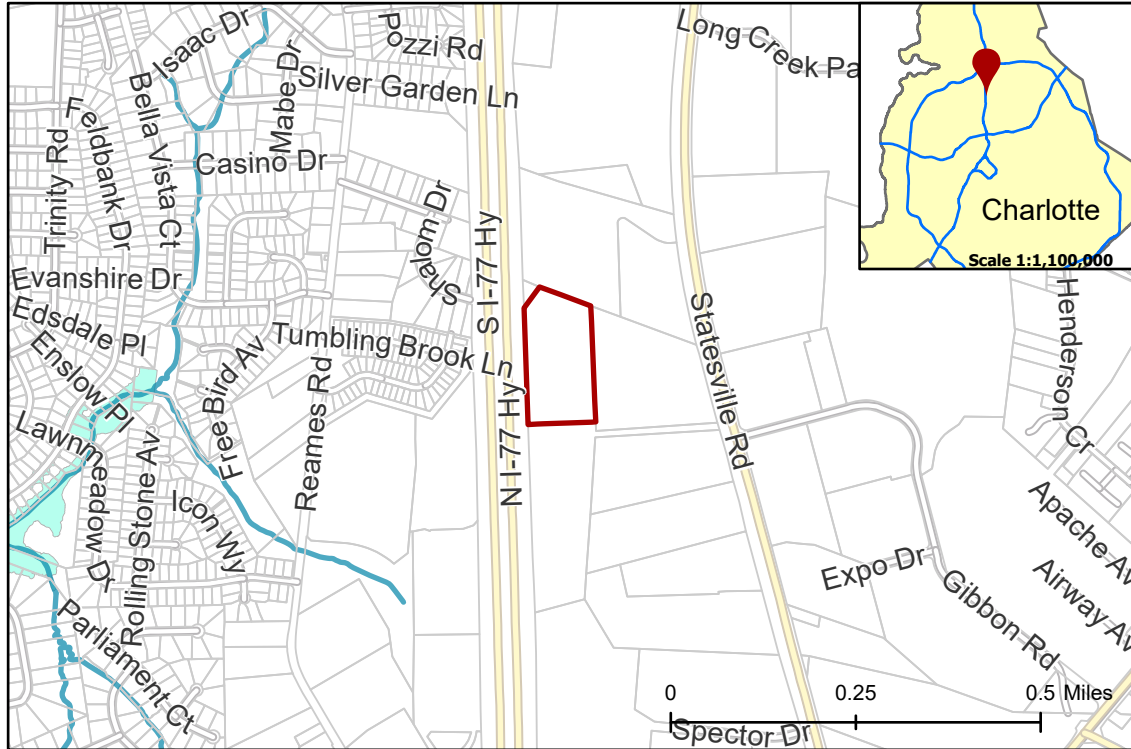 Isaac Dr
Pozzi Rd
Long Creek Pa
Bella Vista Ct
Mabe Dr
Silver Garden Ln
Feldbank Dr
Trinity Rd
Casino Dr
Charlotte
Scale 1:1,100,000
Shalom Dr
S I-77 Hy
Evanshire Dr
Edsdale Pl
Tumbling Brook Ln
Statesville Rd
Henderson Cr
Enslow Pl
Free Bird Av
Reames Rd
N I-77 Hy
Lawnmeadow Dr
Rolling Stone Av
Icon Wy
Apache Av
Expo Dr
Airway Av
Gibbon Rd
Parliament Ct
0 0.25 0.5 Miles
Spector Dr